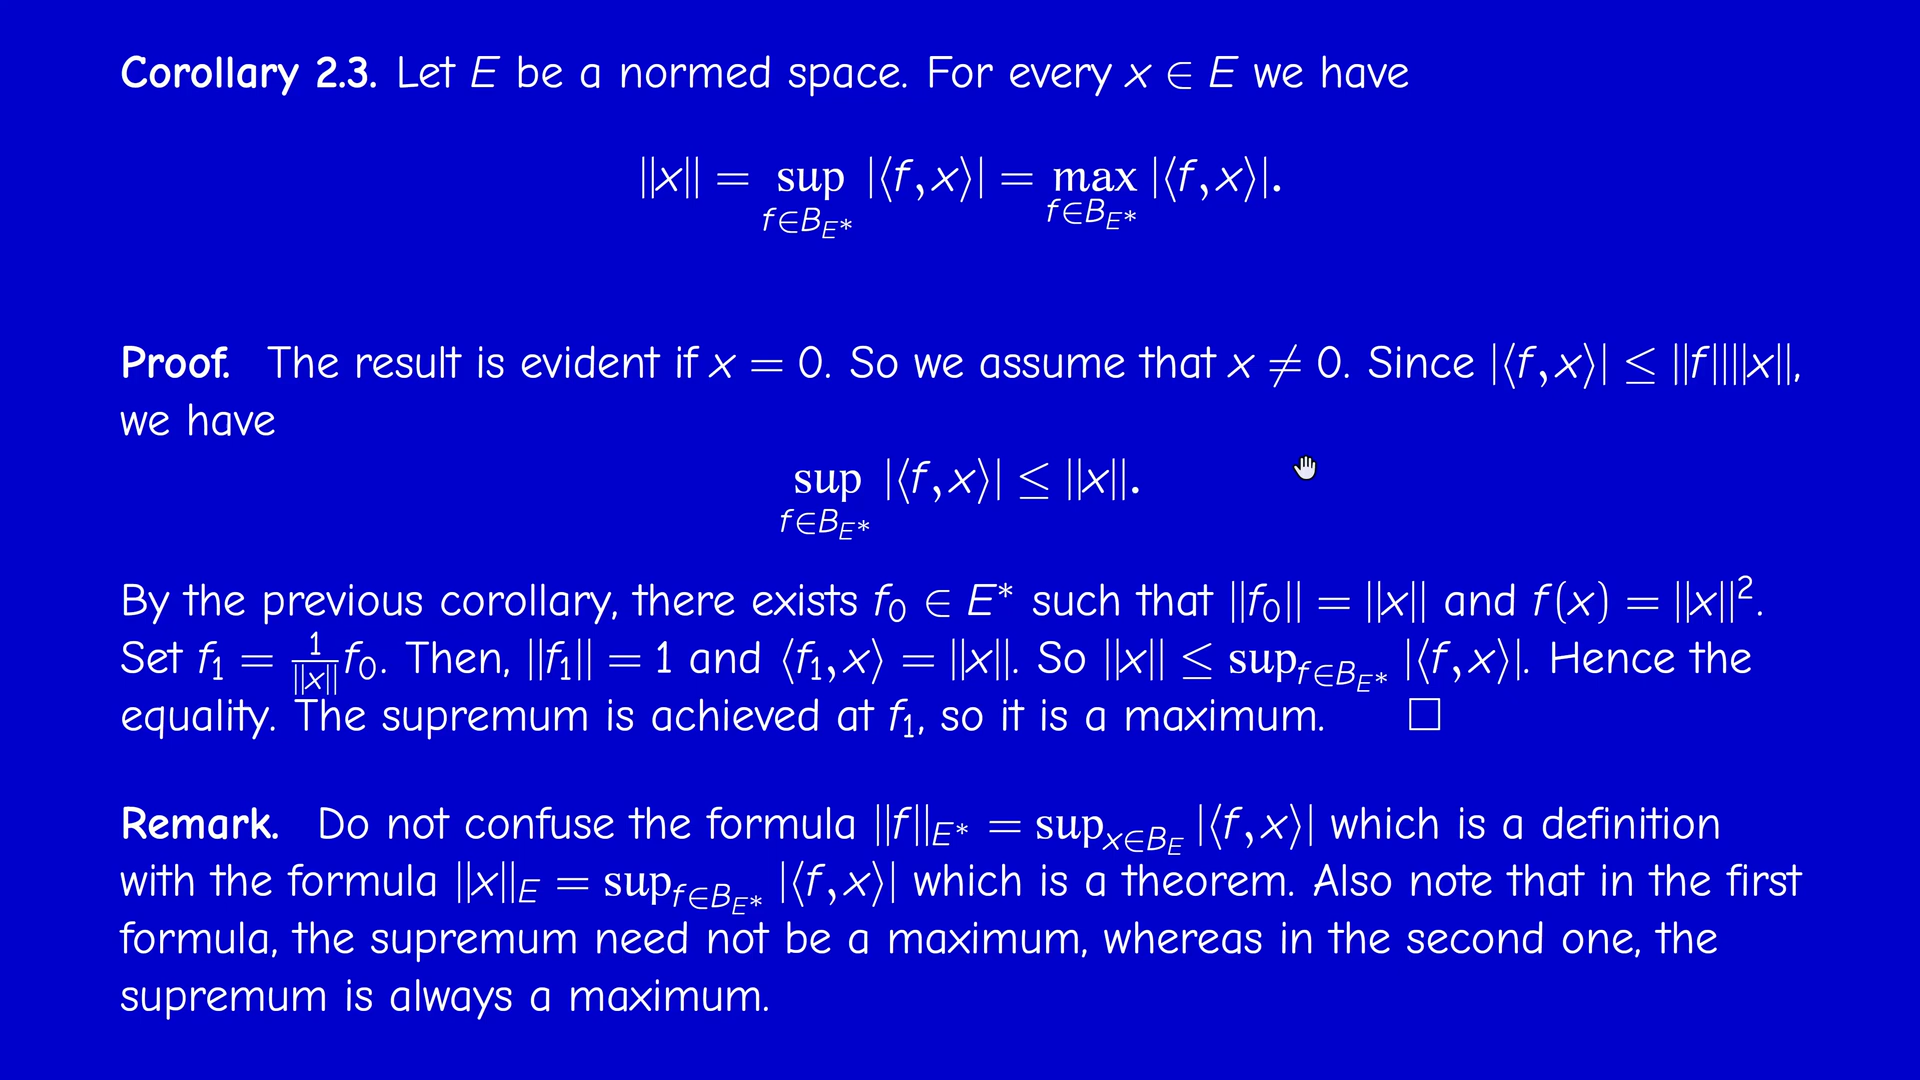 Corollary 2.3. Let E be a normed space. For every x ∈ E we have
||x|| = sup_{f∈B_{E*}} |⟨f, x⟩| = max_{f∈B_{E*}} |⟨f, x⟩|.
Proof. The result is evident if x = 0. So we assume that x ≠ 0. Since |⟨f, x⟩| ≤ ||f||||x||,
we have
sup_{f∈B_{E*}} |⟨f, x⟩| ≤ ||x||.
By the previous corollary, there exists f₀ ∈ E* such that ||f₀|| = ||x|| and f(x) = ||x||².
Set f₁ = \frac{1}{||x||} f₀. Then, ||f₁|| = 1 and ⟨f₁, x⟩ = ||x||. So ||x|| ≤ sup_{f∈B_{E*}} |⟨f, x⟩|. Hence the
equality. The supremum is achieved at f₁, so it is a maximum. □
Remark. Do not confuse the formula ||f||_{E*} = sup_{x∈B_E} |⟨f, x⟩| which is a definition
with the formula ||x||_E = sup_{f∈B_{E*}} |⟨f, x⟩| which is a theorem. Also note that in the first
formula, the supremum need not be a maximum, whereas in the second one, the
supremum is always a maximum.